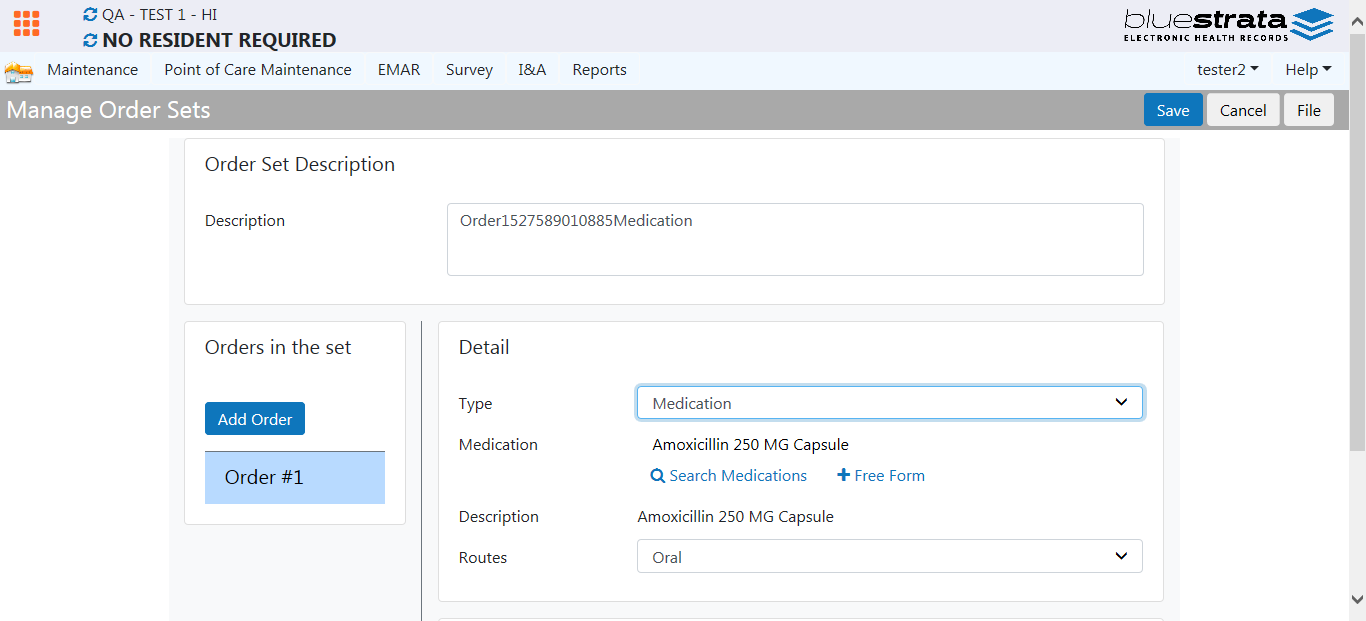 QA - TEST 1 - HI
NO RESIDENT REQUIRED
bluestrata
ELECTRONIC HEALTH RECORDS
Maintenance Point of Care Maintenance EMAR Survey I&A Reports tester2 Help
Manage Order Sets Save Cancel File
Order Set Description
Description Order1527589010885Medication
Orders in the set
Add Order
Order #1
Detail
Type Medication
Medication Amoxicillin 250 MG Capsule
Search Medications Free Form
Description Amoxicillin 250 MG Capsule
Routes Oral